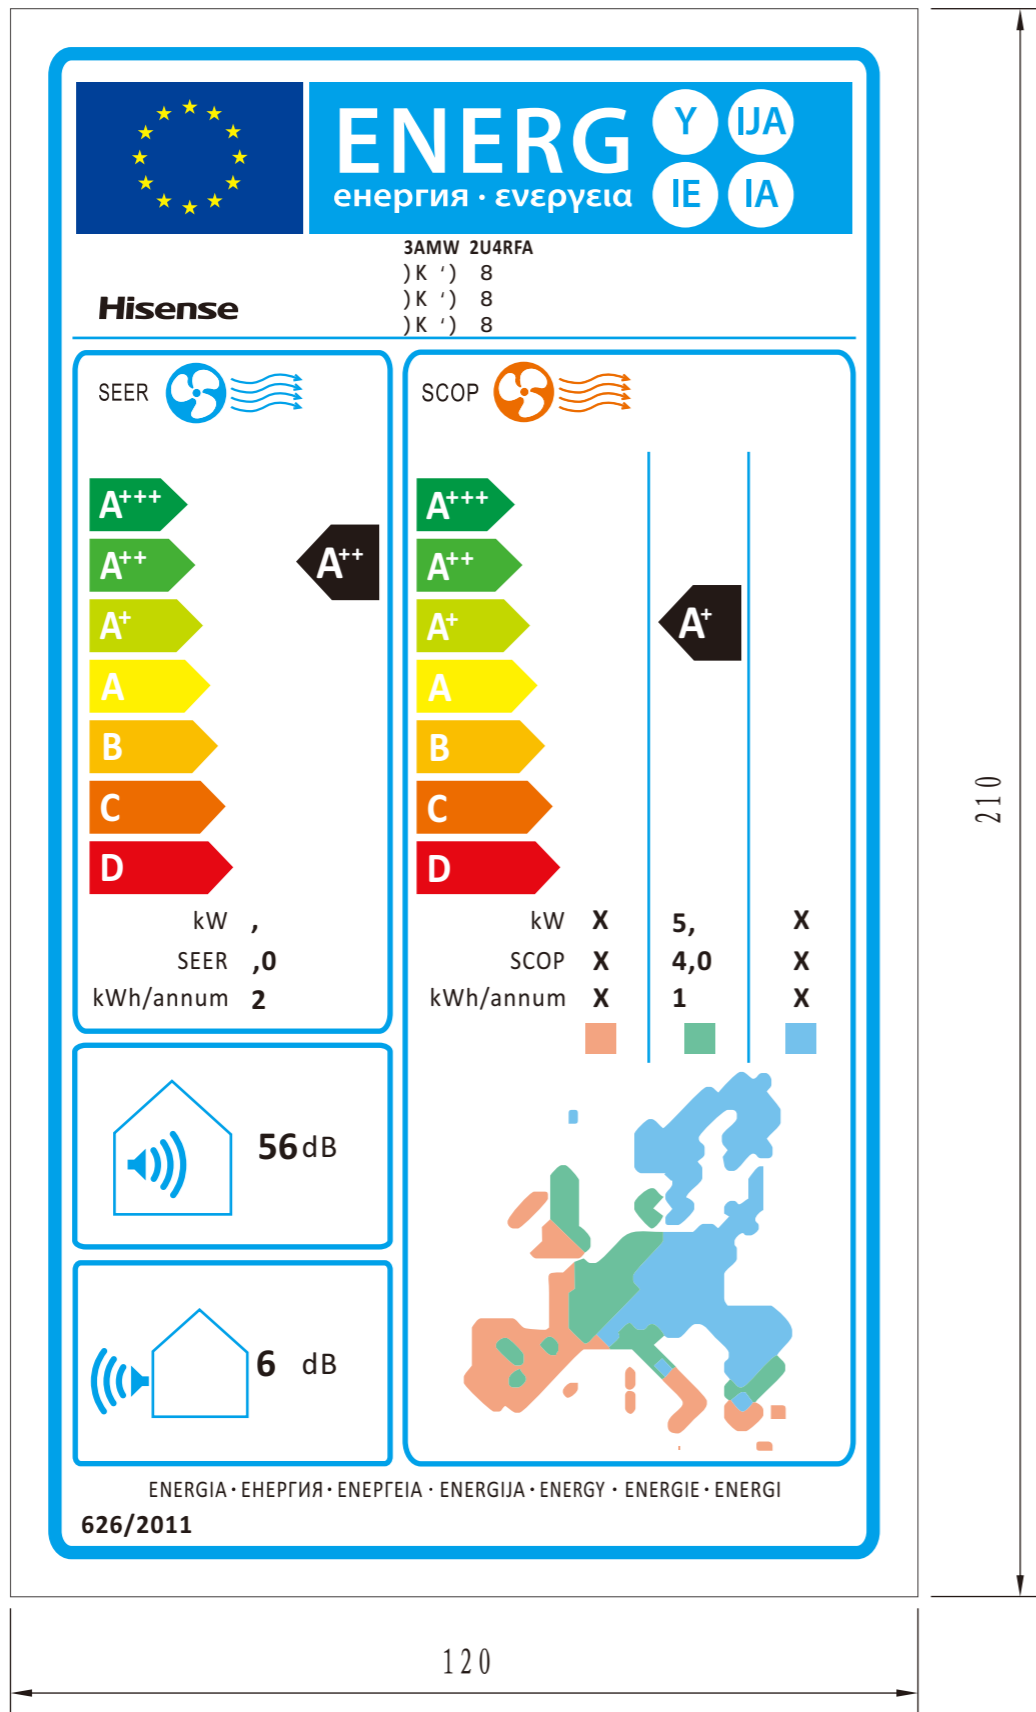 ENERG Y IJA
енергия · ενεργεια IE IA
3AMW 2U4RFA
)K ‘) 8
)K ‘) 8
)K ‘) 8
Hisense
SEER
A+++
A++
A+
A
B
C
D
A++
kW ,
SEER ,0
kWh/annum 2
SCOP
A+++
A++
A+
A
B
C
D
A+
kW X 5, X
SCOP X 4,0 X
kWh/annum X 1 X
56 dB
6 dB
ENERGIA · ЕНЕРГИЯ · ΕΝΕΡΓΕΙΑ · ENERGIJA · ENERGY · ENERGIE · ENERGI
626/2011
210
120